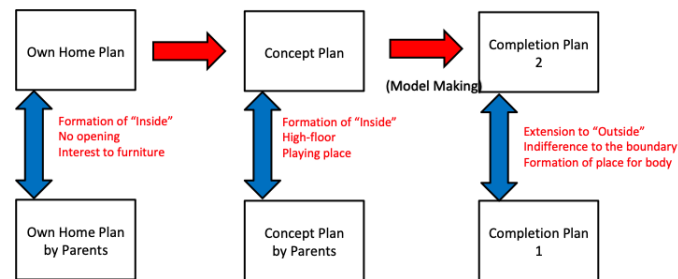 Own Home Plan
Concept Plan
Completion Plan
2
(Model Making)
Formation of “Inside”
No opening
Interest to furniture
Formation of “Inside”
High-floor
Playing place
Extension to “Outside”
Indifference to the boundary
Formation of place for body
Own Home Plan
by Parents
Concept Plan
by Parents
Completion Plan
1